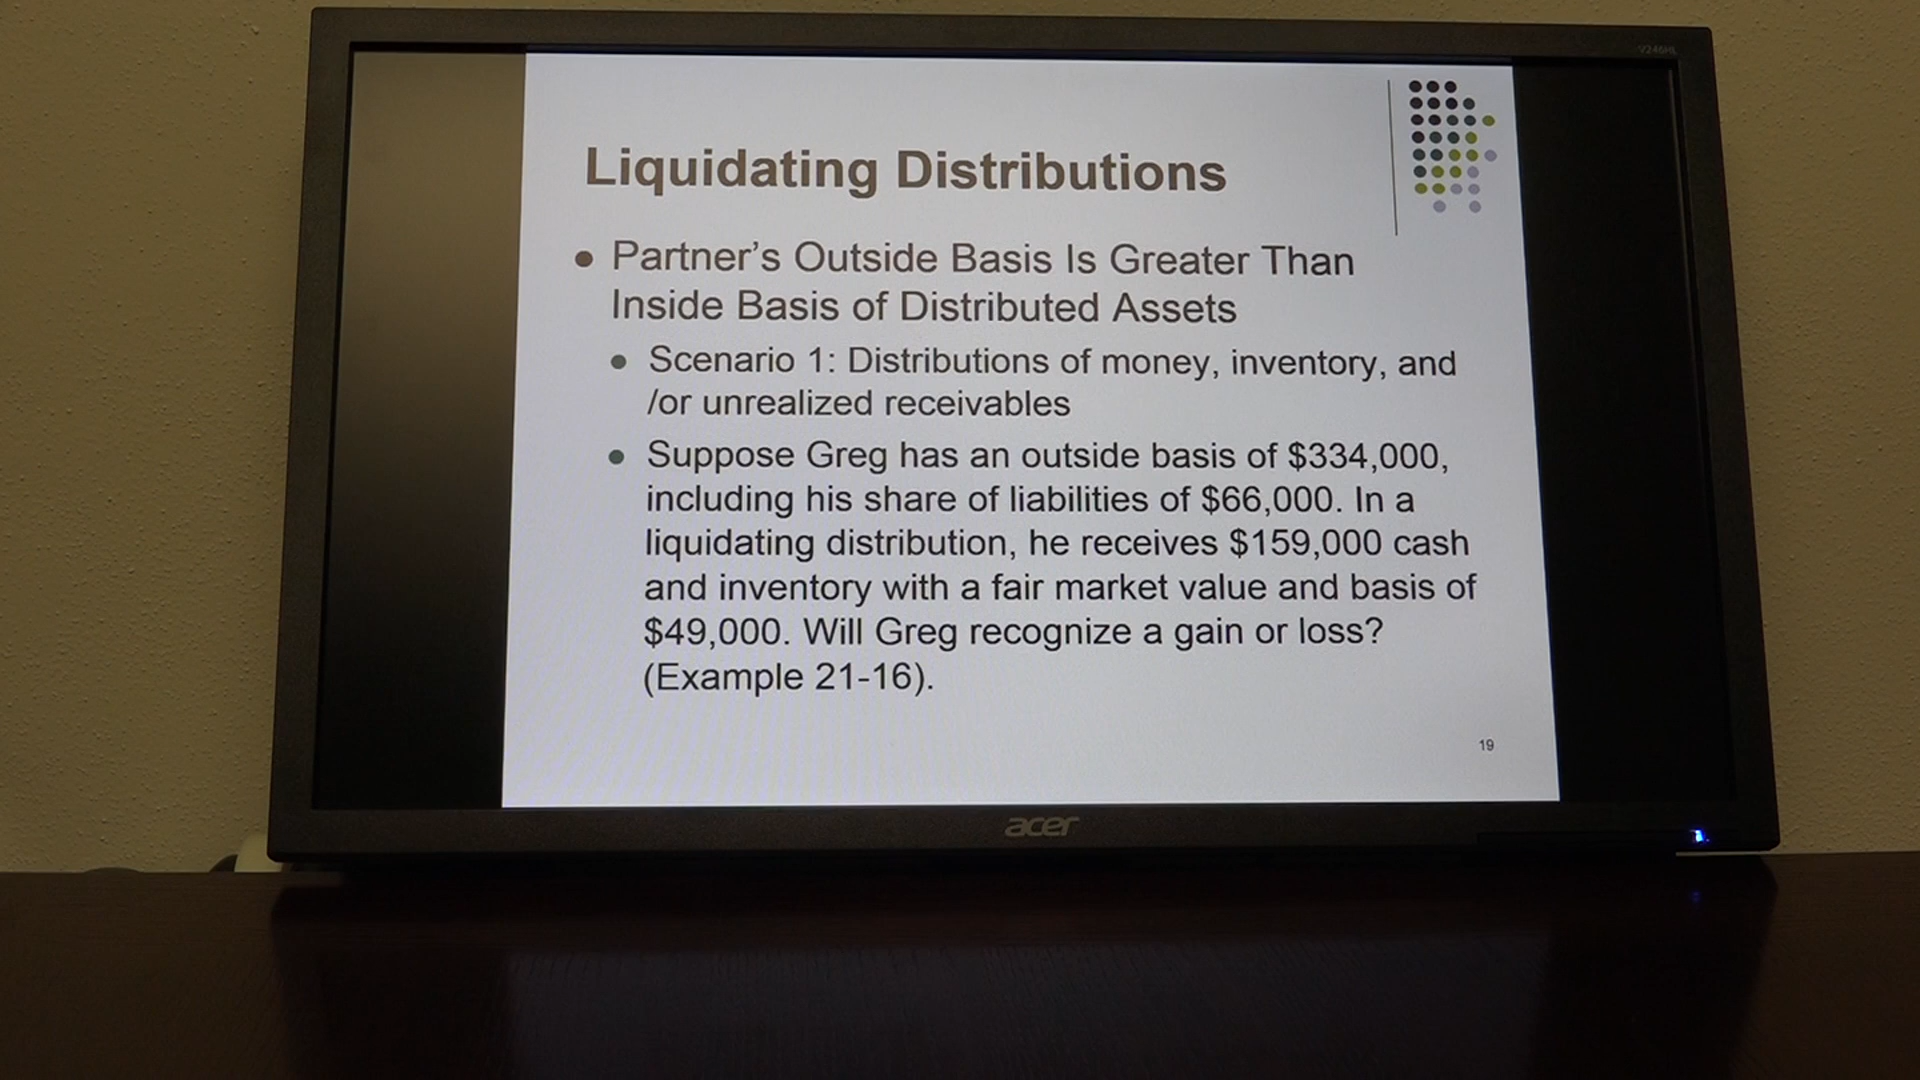 V246HL
Liquidating Distributions
Partner's Outside Basis Is Greater Than
Inside Basis of Distributed Assets
Scenario 1: Distributions of money, inventory, and
/or unrealized receivables
Suppose Greg has an outside basis of $334,000,
including his share of liabilities of $66,000. In a
liquidating distribution, he receives $159,000 cash
and inventory with a fair market value and basis of
$49,000. Will Greg recognize a gain or loss?
(Example 21-16).
19
acer